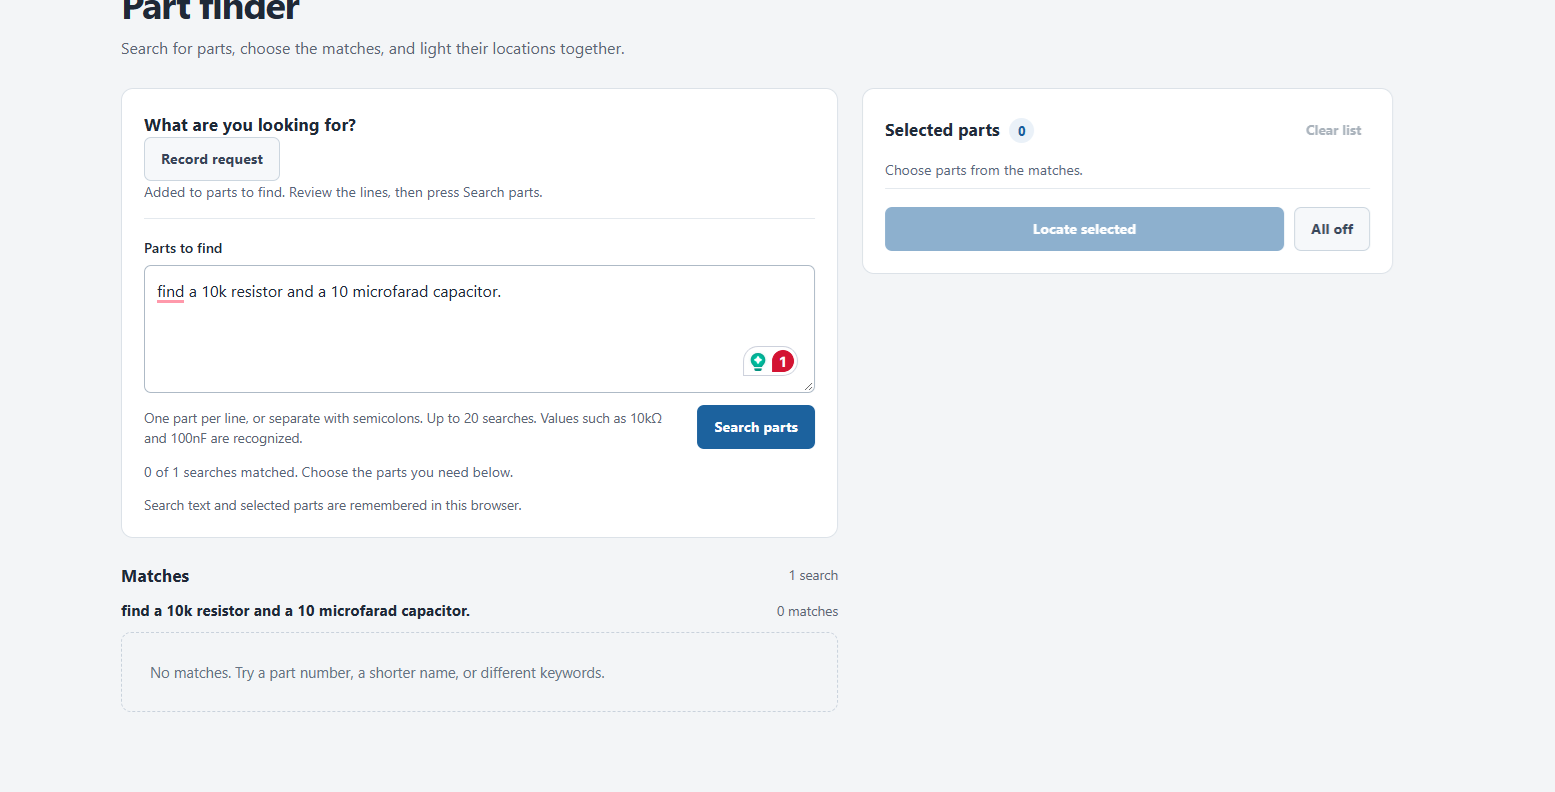 Part finder
Search for parts, choose the matches, and light their locations together.
What are you looking for?
Record request
Added to parts to find. Review the lines, then press Search parts.
Parts to find
find a 10k resistor and a 10 microfarad capacitor.
1
One part per line, or separate with semicolons. Up to 20 searches. Values such as 10kΩ
and 100nF are recognized.
Search parts
0 of 1 searches matched. Choose the parts you need below.
Search text and selected parts are remembered in this browser.
Selected parts 0
Clear list
Choose parts from the matches.
Locate selected
All off
Matches
1 search
find a 10k resistor and a 10 microfarad capacitor.
0 matches
No matches. Try a part number, a shorter name, or different keywords.